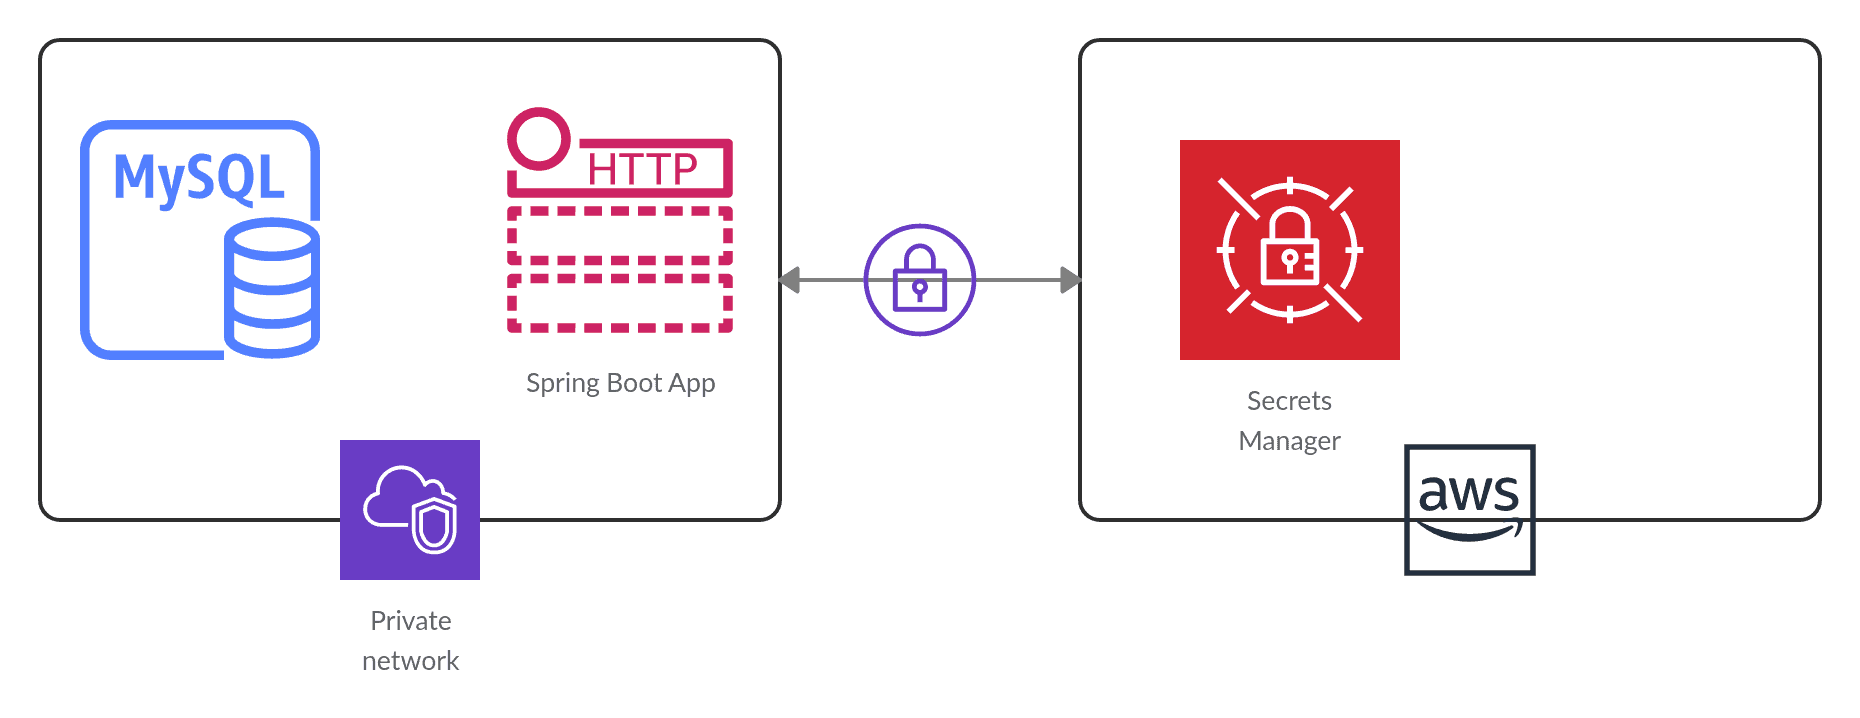 MySQL
HTTP
Spring Boot App
Private
network
Secrets
Manager
aws